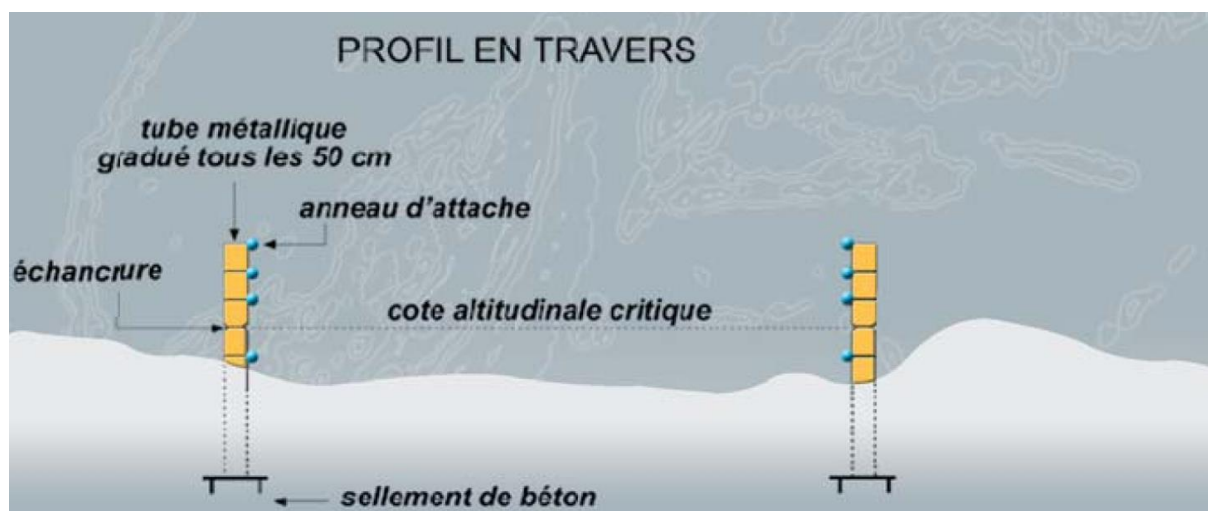 PROFIL EN TRAVERS
tube métallique
gradué tous les 50 cm
anneau d'attache
échancrure
cote altitudinale critique
sellement de béton